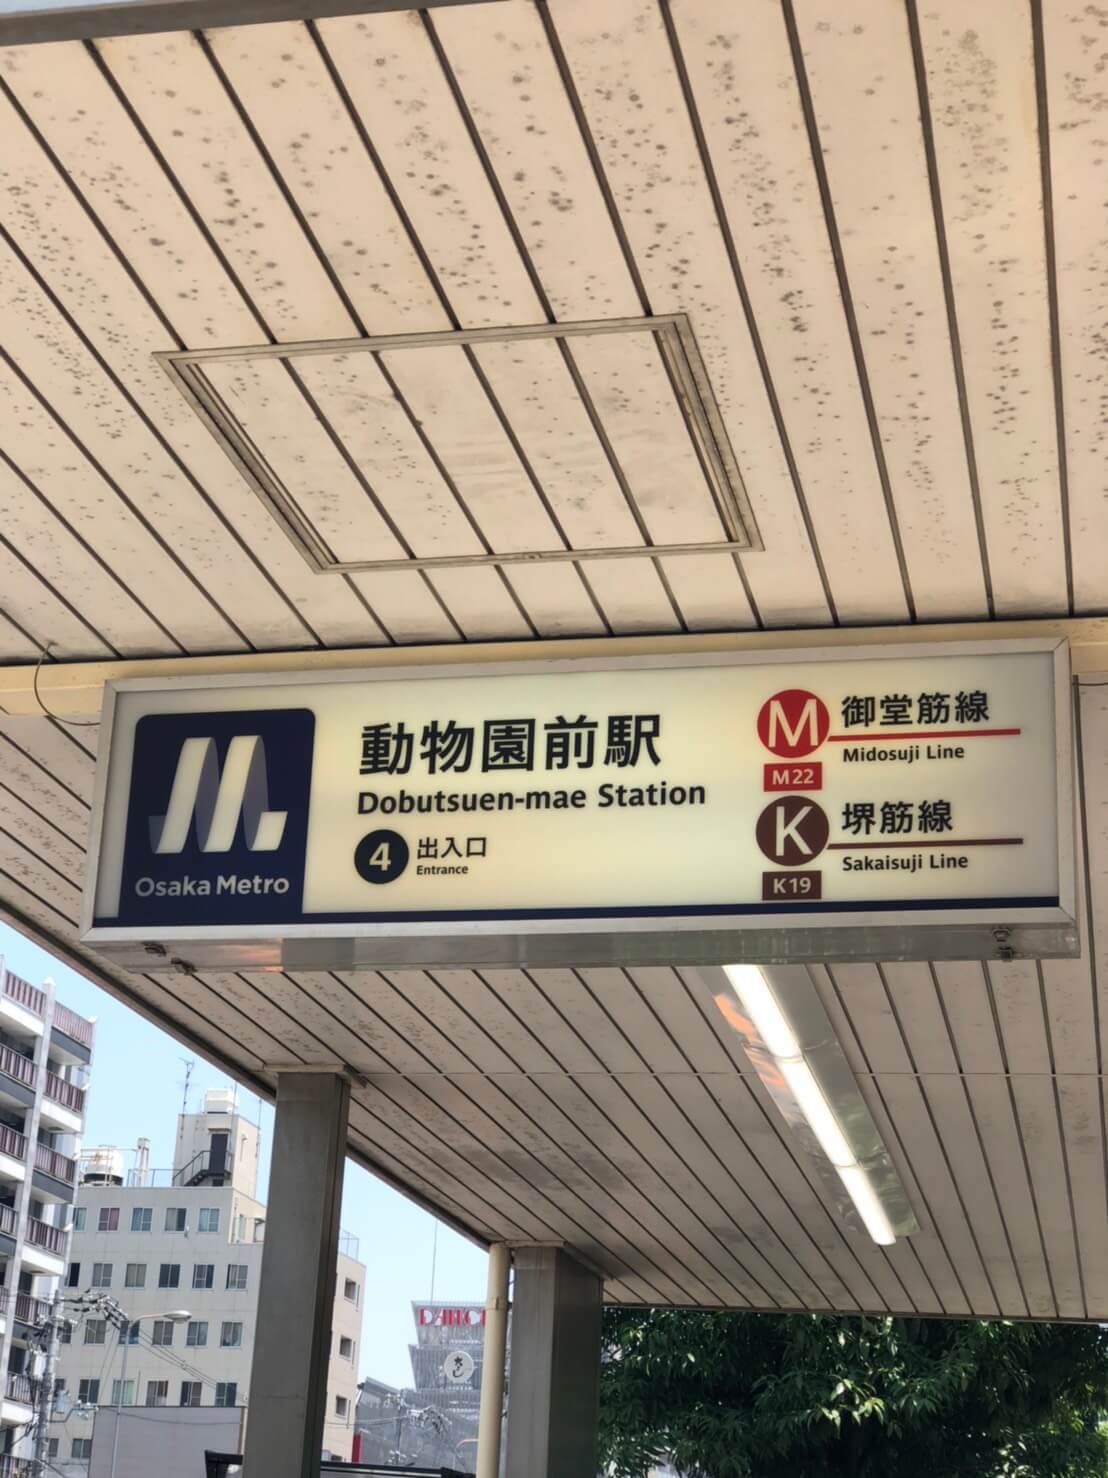 Osaka Metro
動物園前駅
Dobutsuen-mae Station
4 出入口
Entrance
M 御堂筋線
Midosuji Line
M22
K 堺筋線
Sakaisuji Line
K19